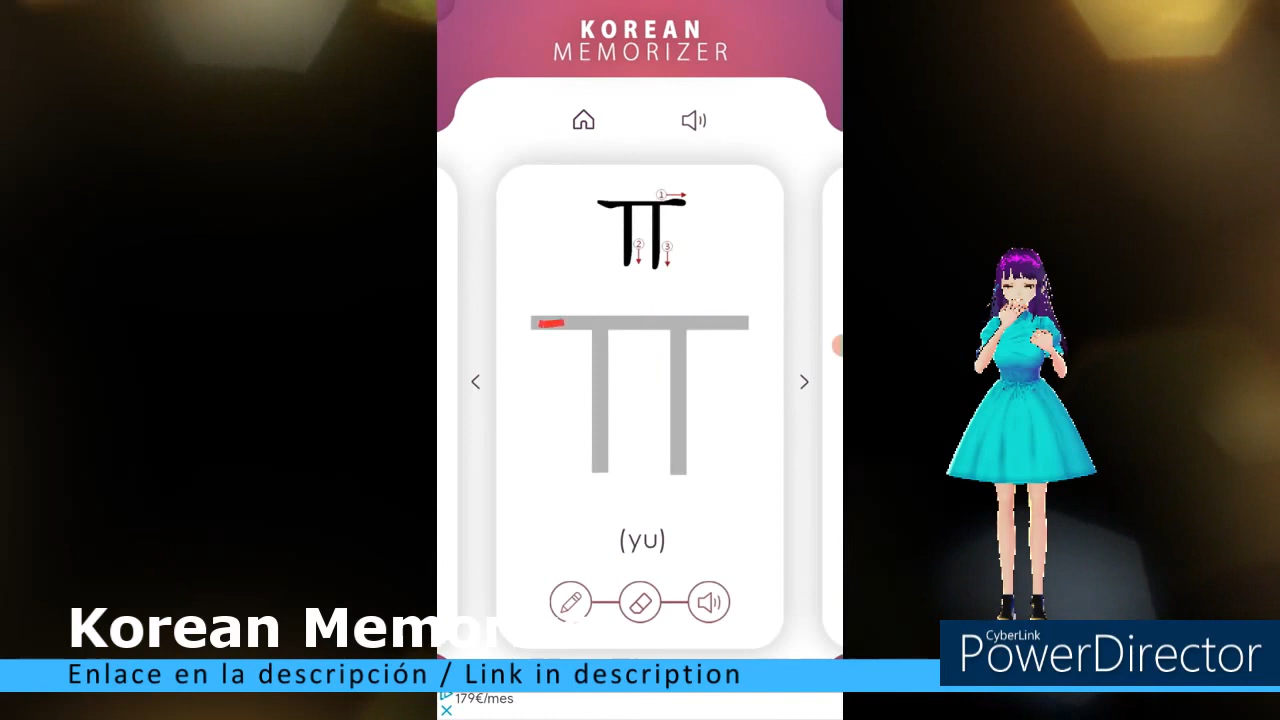 KOREAN
MEMORIZER
1
2
3
ㅠ
(yu)
Korean Memor
Enlace en la descripción / Link in description
179€/mes
CyberLink
PowerDirector